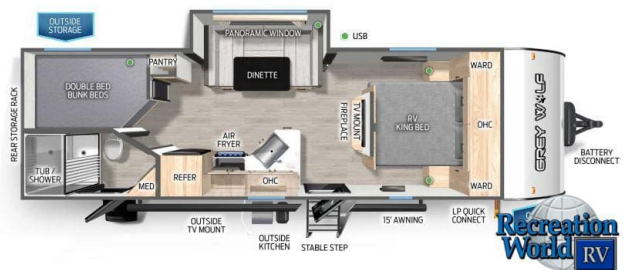 OUTSIDE
STORAGE
PANORAMIC WINDOW
USB
PANTRY
DINETTE
WARD
DOUBLE BED
BUNK BEDS
REAR STORAGE RACK
TV MOUNT
FIREPLACE
RV
KING BED
OHC
GREY WOLF
BATTERY
DISCONNECT
AIR
FRYER
TUB /
SHOWER
MED
REFER
OHC
WARD
OUTSIDE
TV MOUNT
OUTSIDE
KITCHEN
STABLE STEP
15' AWNING
LP QUICK
CONNECT
Recreation
World RV